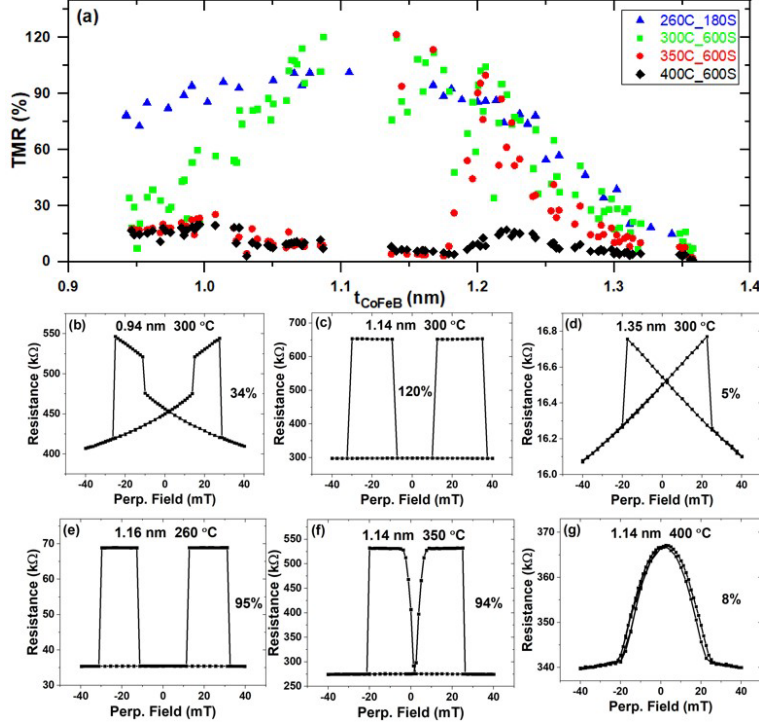 (a)
260C_180S
300C_600S
350C_600S
400C_600S
TMR (%)
120
90
60
30
15
0
0.9 1.0 1.1 1.2 1.3 1.4
t_CoFeB (nm)
(b) 0.94 nm 300 °C
Resistance (kΩ)
550
500
450
400
34%
-40 -20 0 20 40
Perp. Field (mT)
(c) 1.14 nm 300 °C
Resistance (kΩ)
700
600
500
400
300
120%
-40 -20 0 20 40
Perp. Field (mT)
(d) 1.35 nm 300 °C
Resistance (kΩ)
16.8
16.6
16.4
16.2
16.0
5%
-40 -20 0 20 40
Perp. Field (mT)
(e) 1.16 nm 260 °C
Resistance (kΩ)
80
70
60
50
40
30
95%
-40 -20 0 20 40
Perp. Field (mT)
(f) 1.14 nm 350 °C
Resistance (kΩ)
600
550
500
450
400
350
300
250
94%
-40 -20 0 20 40
Perp. Field (mT)
(g) 1.14 nm 400 °C
Resistance (kΩ)
370
360
350
340
8%
-40 -20 0 20 40
Perp. Field (mT)